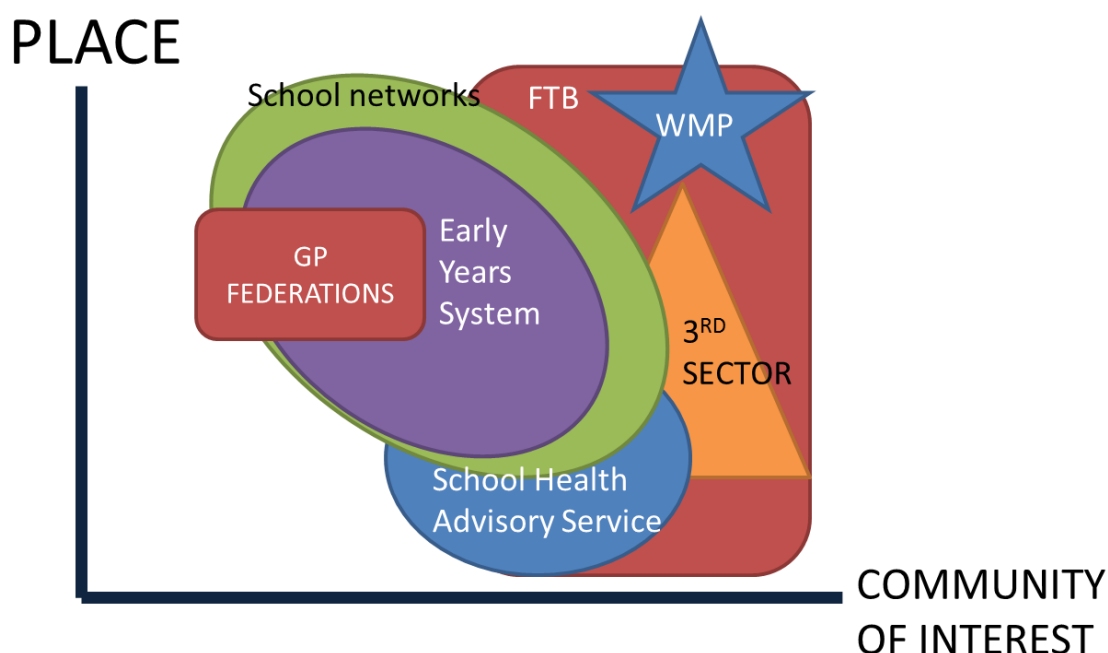 PLACE
School networks
FTB
WMP
Early
Years
System
GP
FEDERATIONS
3RD
SECTOR
School Health
Advisory Service
COMMUNITY
OF INTEREST